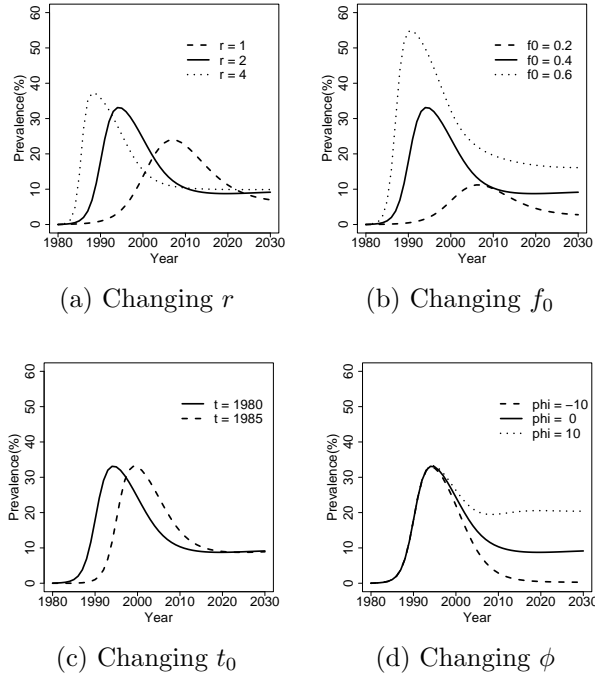 60
50
40
30
20
10
0
Prevalence(%)
r = 1
r = 2
r = 4
1980 1990 2000 2010 2020 2030
Year
(a) Changing r
60
50
40
30
20
10
0
Prevalence(%)
f0 = 0.2
f0 = 0.4
f0 = 0.6
1980 1990 2000 2010 2020 2030
Year
(b) Changing f₀
60
50
40
30
20
10
0
Prevalence(%)
t = 1980
t = 1985
1980 1990 2000 2010 2020 2030
Year
(c) Changing t₀
60
50
40
30
20
10
0
Prevalence(%)
phi = −10
phi = 0
phi = 10
1980 1990 2000 2010 2020 2030
Year
(d) Changing ϕ